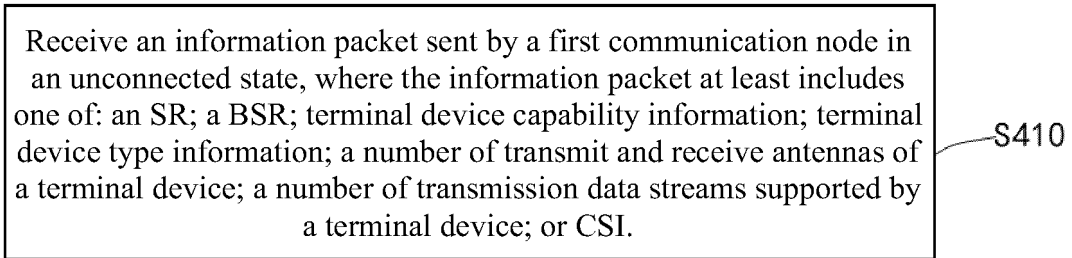 Receive an information packet sent by a first communication node in
an unconnected state, where the information packet at least includes
one of: an SR; a BSR; terminal device capability information; terminal
device type information; a number of transmit and receive antennas of
a terminal device; a number of transmission data streams supported by
a terminal device; or CSI.
S410